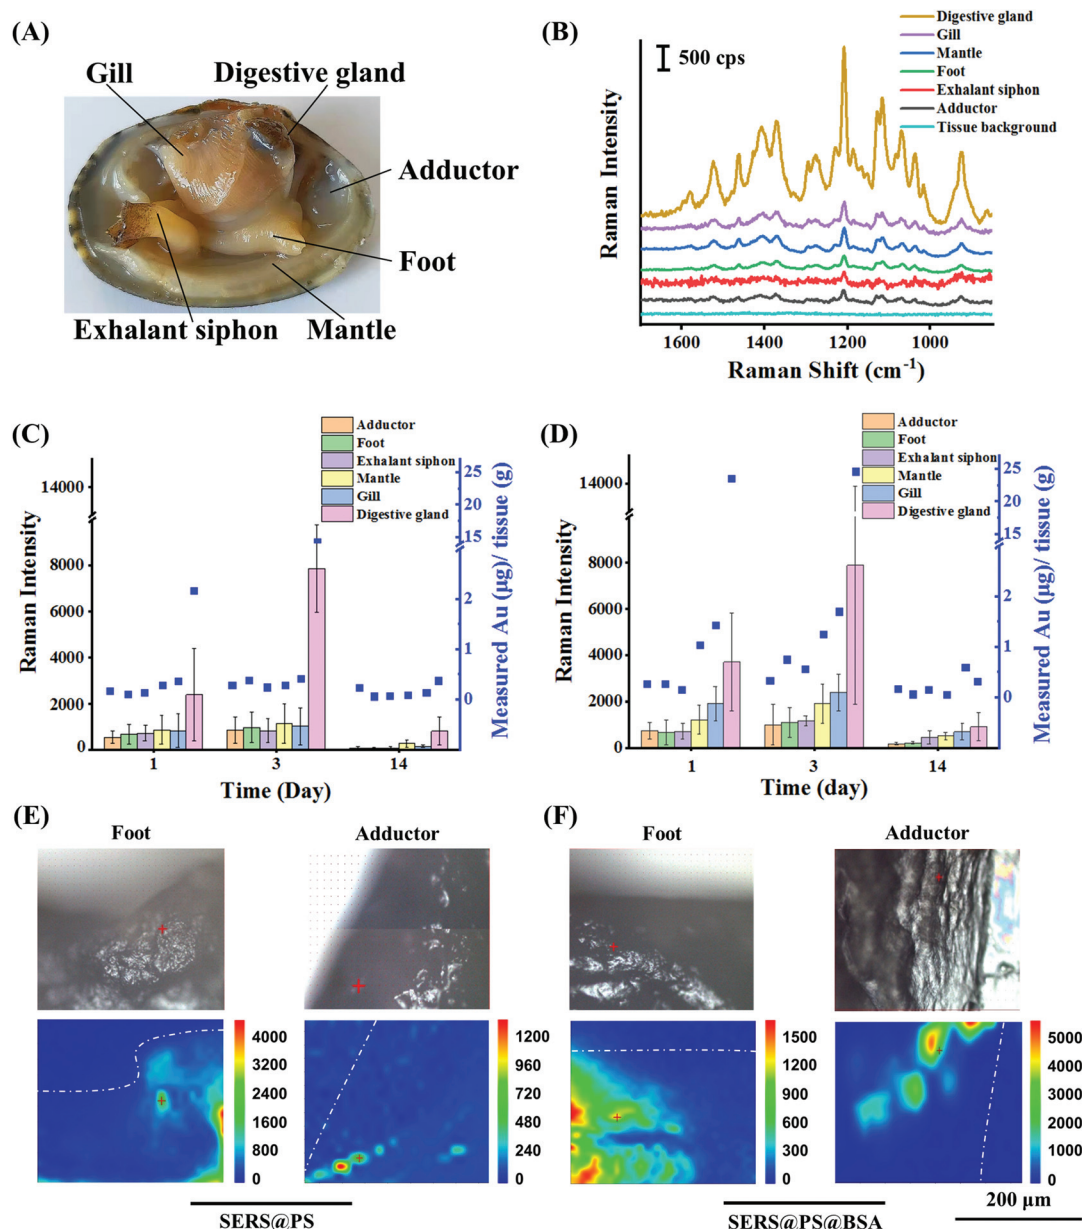 (A)
Gill
Digestive gland
Adductor
Foot
Exhalant siphon
Mantle
(B)
500 cps
Digestive gland
Gill
Mantle
Foot
Exhalant siphon
Adductor
Tissue background
Raman Intensity
1600
1400
1200
1000
Raman Shift (cm⁻¹)
(C)
Adductor
Foot
Exhalant siphon
Mantle
Gill
Digestive gland
Raman Intensity
14000
8000
6000
4000
2000
0
25
20
15
2
1
0
Measured Au (µg)/ tissue (g)
1
3
14
Time (Day)
(D)
Adductor
Foot
Exhalant siphon
Mantle
Gill
Digestive gland
Raman Intensity
14000
8000
6000
4000
2000
0
25
20
15
2
1
0
Measured Au (µg)/ tissue (g)
1
3
14
Time (day)
(E)
Foot
Adductor
4000
3200
2400
1600
800
0
1200
960
720
480
240
0
SERS@PS
(F)
Foot
Adductor
1500
1200
900
600
300
0
5000
4000
3000
2000
1000
0
SERS@PS@BSA
200 µm